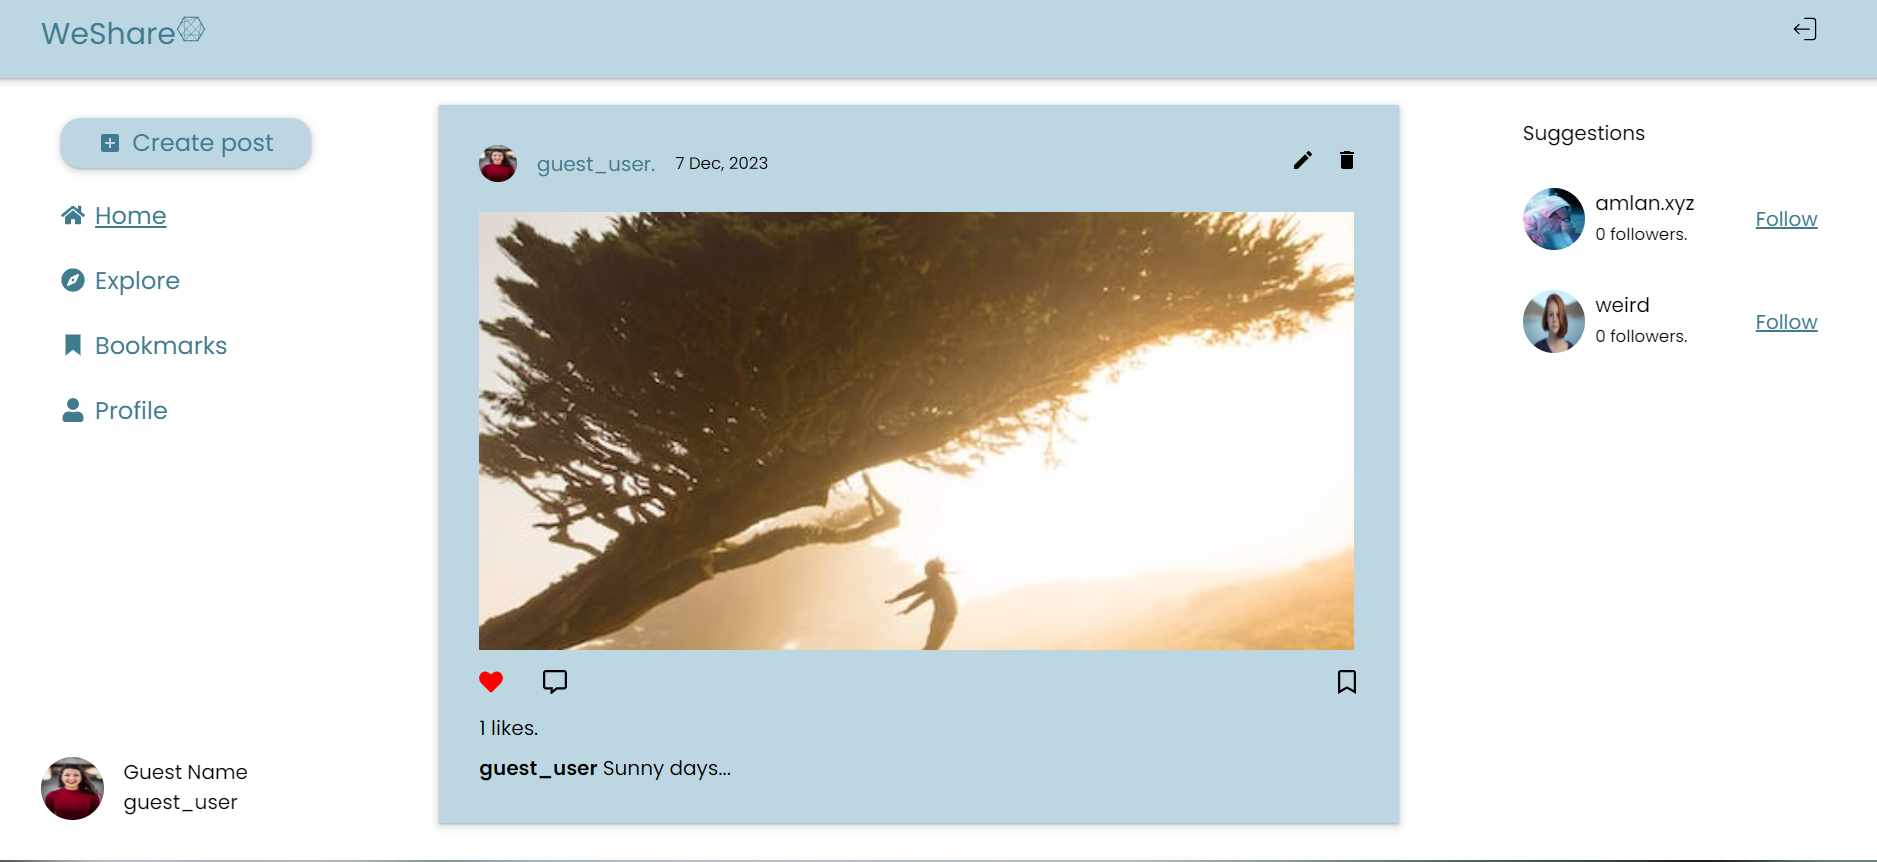 WeShare
Create post
Home
Explore
Bookmarks
Profile
Guest Name
guest_user
guest_user. 7 Dec, 2023
1 likes.
guest_user Sunny days...
Suggestions
amlan.xyz
0 followers.
Follow
weird
0 followers.
Follow